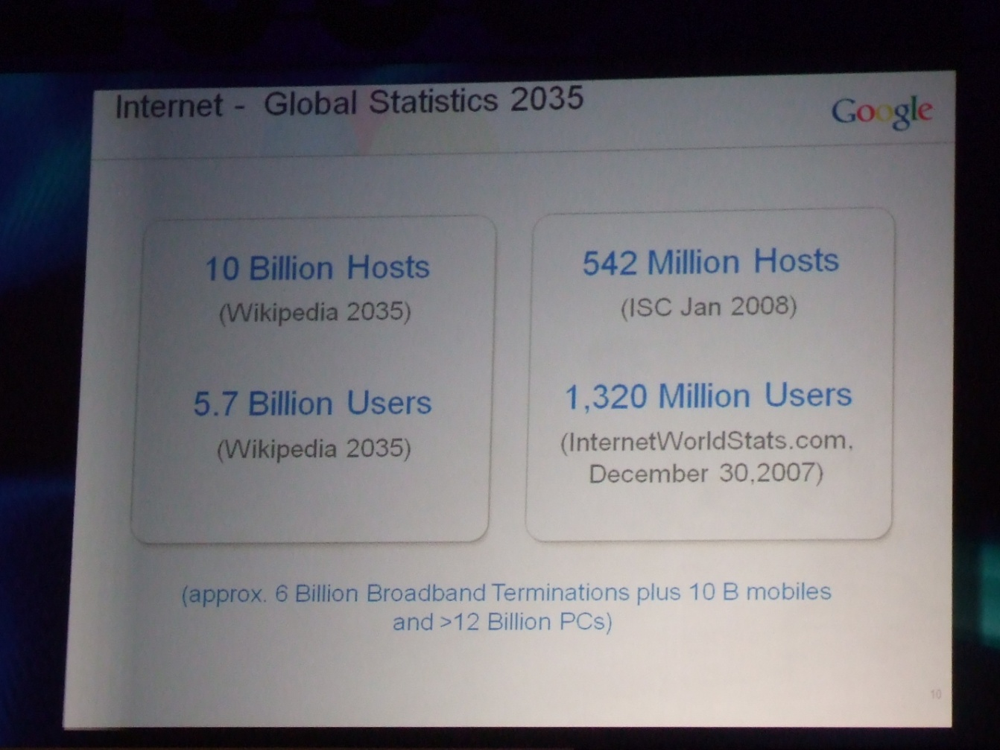 Internet - Global Statistics 2035
Google
10 Billion Hosts
(Wikipedia 2035)
5.7 Billion Users
(Wikipedia 2035)
542 Million Hosts
(ISC Jan 2008)
1,320 Million Users
(InternetWorldStats.com,
December 30,2007)
(approx. 6 Billion Broadband Terminations plus 10 B mobiles
and >12 Billion PCs)
10